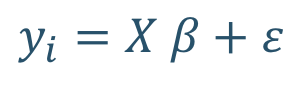 yᵢ = X β + ε